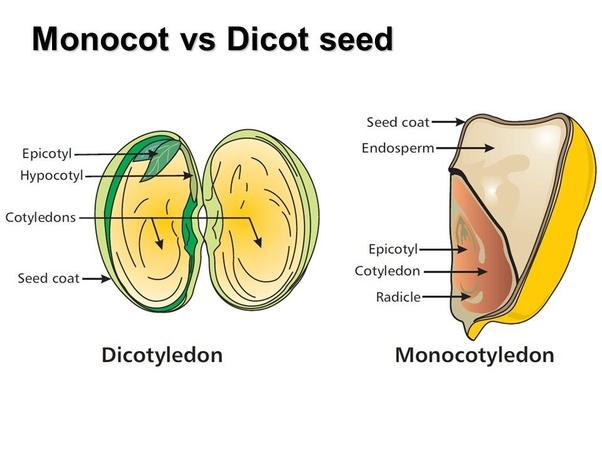 Monocot vs Dicot seed
Epicotyl
Hypocotyl
Cotyledons
Seed coat
Dicotyledon
Seed coat
Endosperm
Epicotyl
Cotyledon
Radicle
Monocotyledon